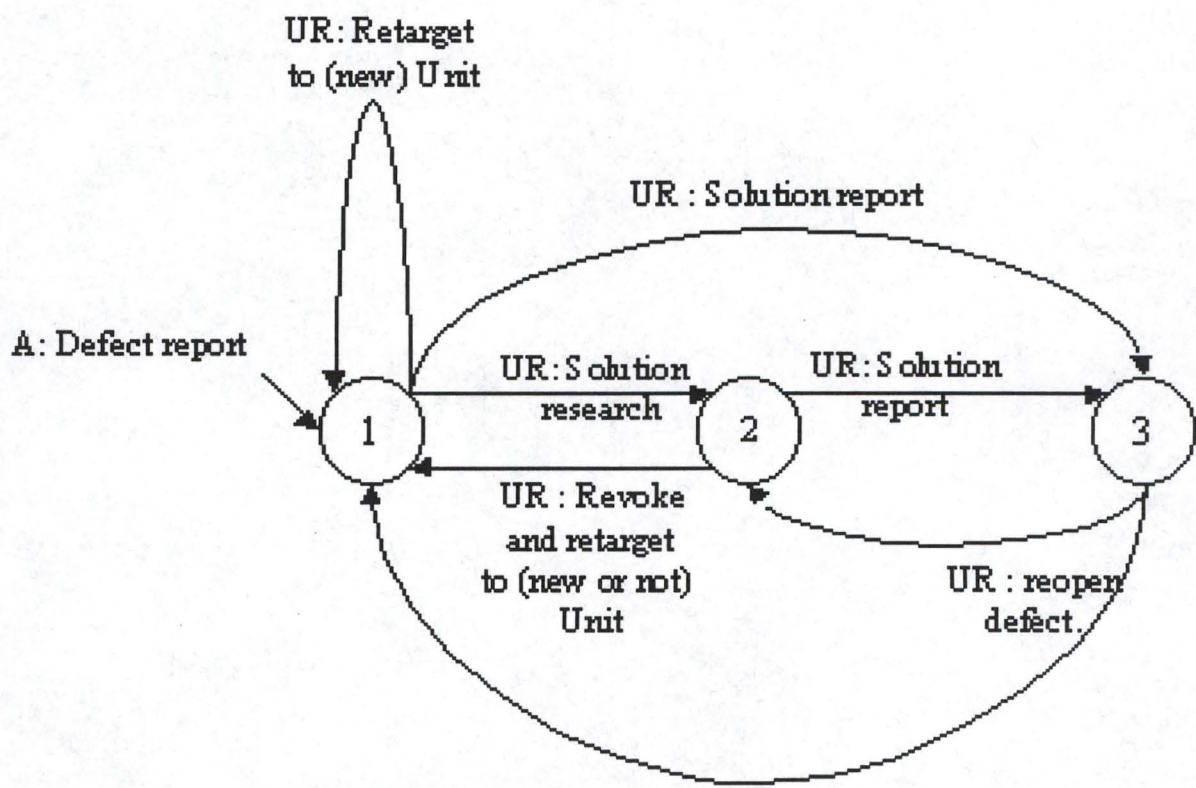 UR: Retarget
to (new) Unit
UR : Solution report
A: Defect report
UR: Solution
research
UR: Solution
report
1
2
3
UR : Revoke
and retarget
to (new or not)
Unit
UR : reopen
defect.